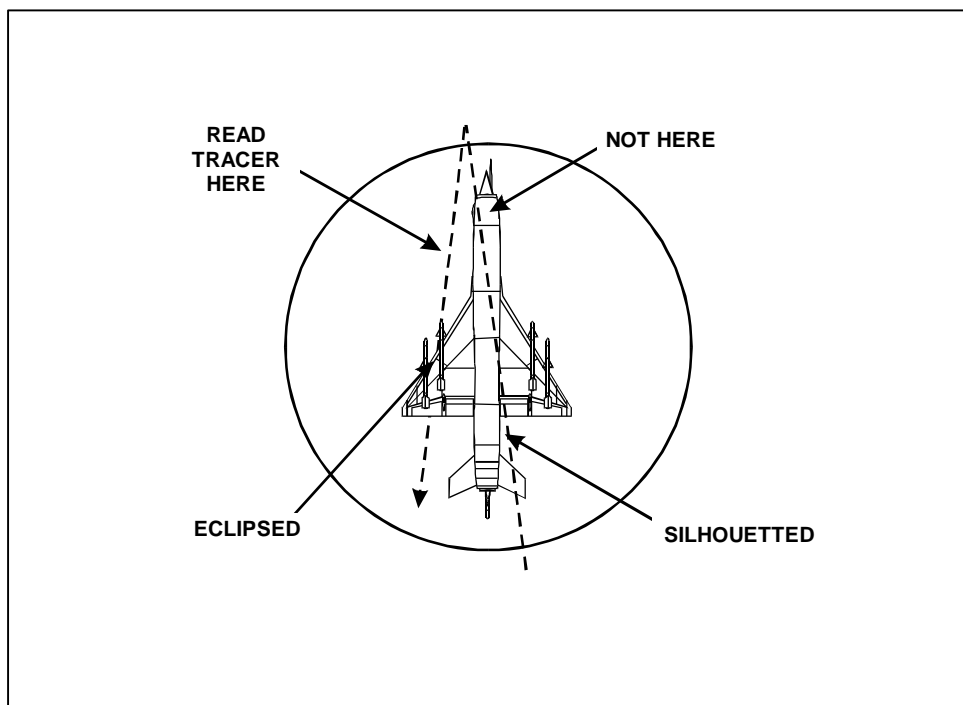 READ
TRACER
HERE
NOT HERE
ECLIPSED
SILHOUETTED